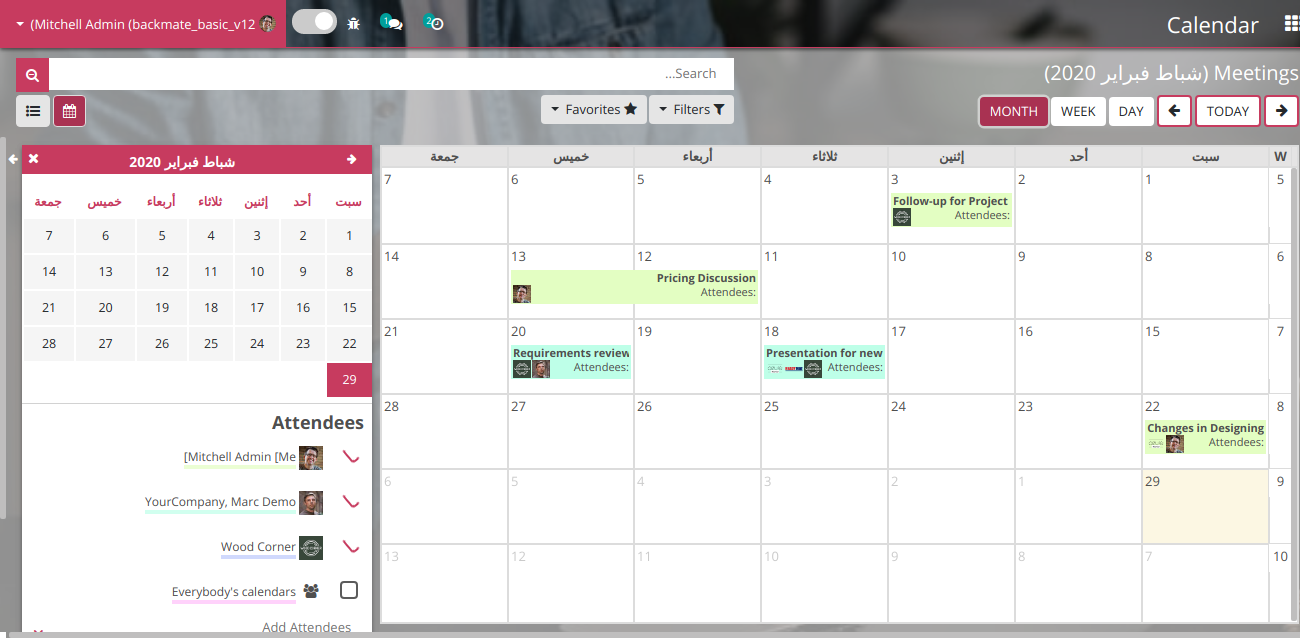 Calendar
2
1
(Mitchell Admin (backmate_basic_v12
Meetings (شباط فبراير 2020)
...Search
TODAY
DAY
WEEK
MONTH
Filters
Favorites
W سبت أحد إثنين ثلاثاء أربعاء خميس جمعة
5 1 2 3 4 5 6 7
Follow-up for Project
Attendees:
6 8 9 10 11 12 13 14
Pricing Discussion
Attendees:
7 15 16 17 18 19 20 21
Presentation for new
Attendees:
Requirements review
Attendees:
8 22 23 24 25 26 27 28
Changes in Designing
Attendees:
9 29 1 2 3 4 5 6
10 7 8 9 10 11 12 13
شباط فبراير 2020
سبت أحد إثنين ثلاثاء أربعاء خميس جمعة
1 2 3 4 5 6 7
8 9 10 11 12 13 14
15 16 17 18 19 20 21
22 23 24 25 26 27 28
29
Attendees
[Mitchell Admin [Me
YourCompany, Marc Demo
Wood Corner
Everybody's calendars
Add Attendees